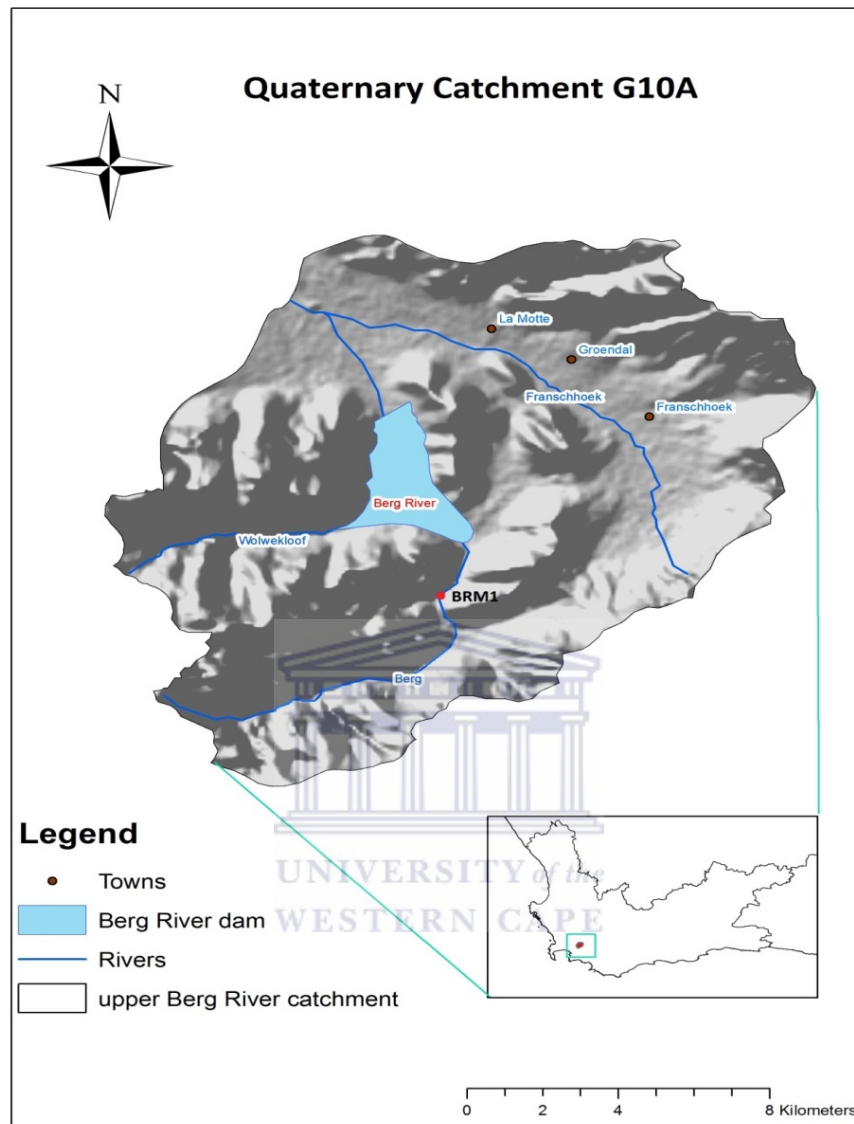 Quaternary Catchment G10A
N
La Motte
Groendal
Franschhoek
Franschhoek
Berg River
Wolwekloof
BRM1
Berg
Legend
Towns
Berg River dam
Rivers
upper Berg River catchment
UNIVERSITY of the
WESTERN CAPE
0 2 4 8 Kilometers